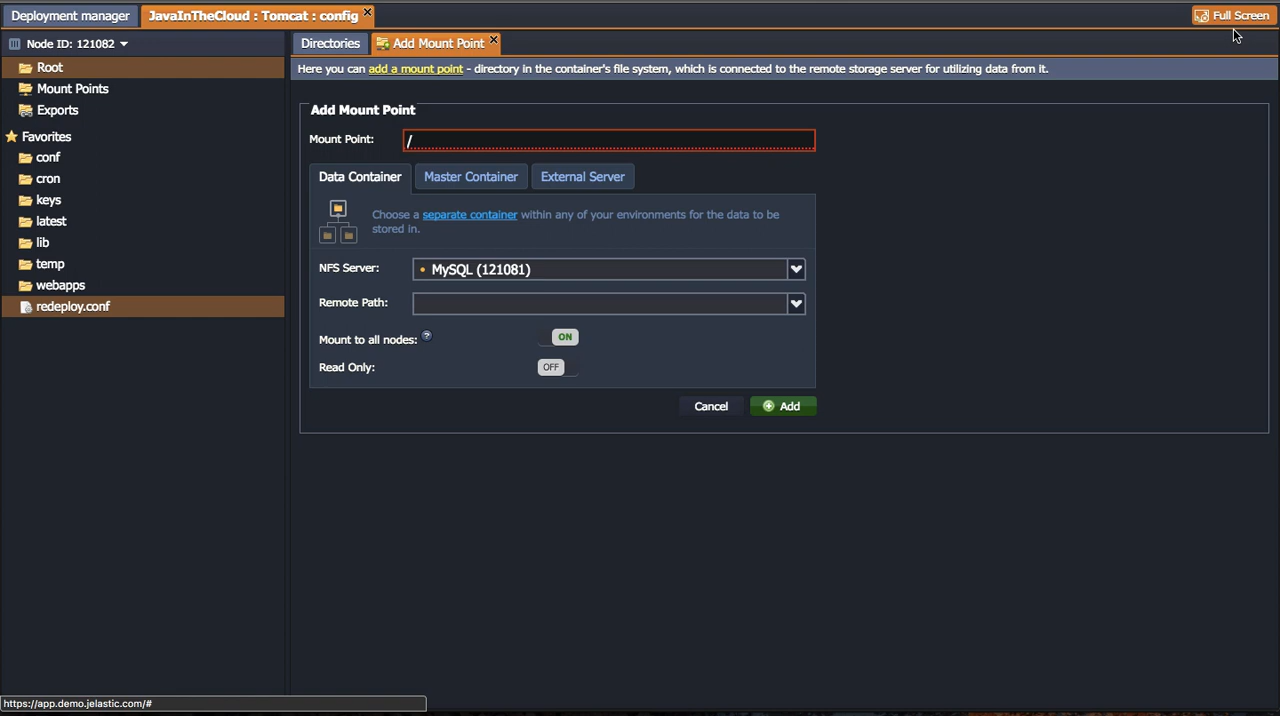 Deployment manager
JavaInTheCloud : Tomcat : config
Full Screen
Node ID: 121082
Directories
Add Mount Point
Root
Mount Points
Exports
Favorites
conf
cron
keys
latest
lib
temp
webapps
redeploy.conf
Here you can add a mount point - directory in the container's file system, which is connected to the remote storage server for utilizing data from it.
Add Mount Point
Mount Point:
/
Data Container
Master Container
External Server
Choose a separate container within any of your environments for the data to be
stored in.
NFS Server:
MySQL (121081)
Remote Path:
Mount to all nodes: ?
ON
Read Only:
OFF
Cancel
Add
https://app.demo.jelastic.com/#